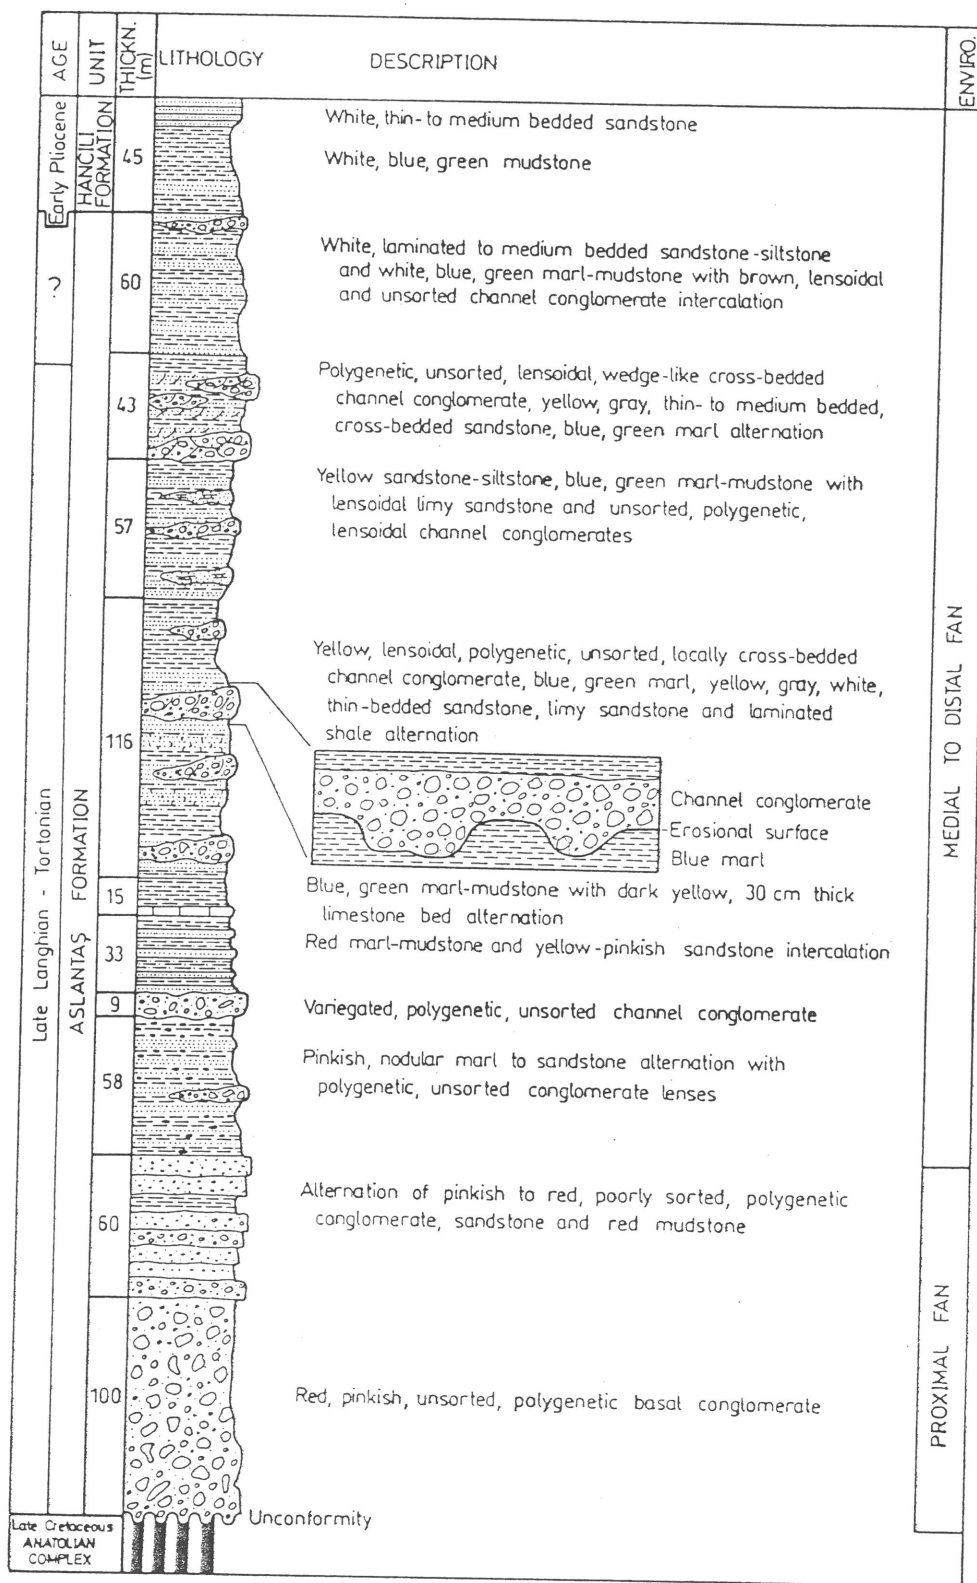 AGE
UNIT
THICKN. (m)
LITHOLOGY
DESCRIPTION
ENVIRO.
Early Pliocene
HANCILI FORMATION
45
White, thin- to medium bedded sandstone
White, blue, green mudstone
?
60
White, laminated to medium bedded sandstone-siltstone
and white, blue, green marl-mudstone with brown, lensoidal
and unsorted channel conglomerate intercalation
43
Polygenetic, unsorted, lensoidal, wedge-like cross-bedded
channel conglomerate, yellow, gray, thin- to medium bedded,
cross-bedded sandstone, blue, green marl alternation
57
Yellow sandstone-siltstone, blue, green marl-mudstone with
lensoidal limy sandstone and unsorted, polygenetic,
lensoidal channel conglomerates
Late Langhian - Tortonian
ASLANTAŞ FORMATION
MEDIAL TO DISTAL FAN
116
Yellow, lensoidal, polygenetic, unsorted, locally cross-bedded
channel conglomerate, blue, green marl, yellow, gray, white,
thin-bedded sandstone, limy sandstone and laminated
shale alternation
Channel conglomerate
Erosional surface
Blue marl
15
Blue, green marl-mudstone with dark yellow, 30 cm thick
limestone bed alternation
33
Red marl-mudstone and yellow-pinkish sandstone intercalation
9
Variegated, polygenetic, unsorted channel conglomerate
58
Pinkish, nodular marl to sandstone alternation with
polygenetic, unsorted conglomerate lenses
60
Alternation of pinkish to red, poorly sorted, polygenetic
conglomerate, sandstone and red mudstone
PROXIMAL FAN
100
Red, pinkish, unsorted, polygenetic basal conglomerate
Unconformity
Late Cretaceous
ANATOLIAN
COMPLEX